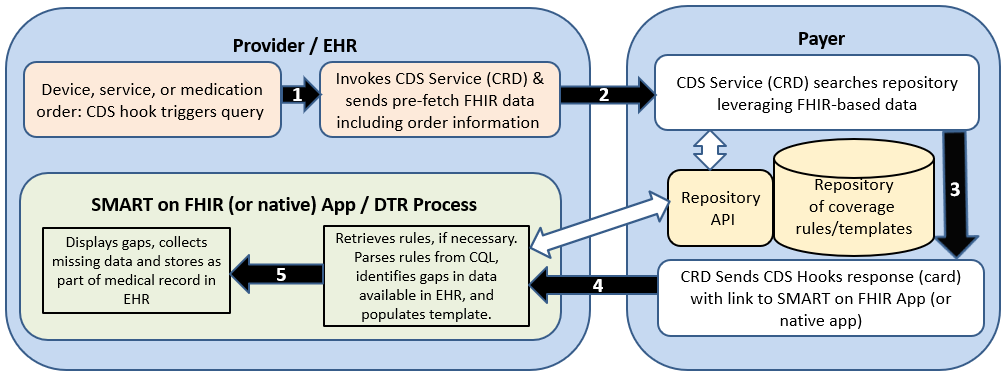 Provider / EHR
Device, service, or medication
order: CDS hook triggers query
1
Invokes CDS Service (CRD) &
sends pre-fetch FHIR data
including order information
2
Payer
CDS Service (CRD) searches repository
leveraging FHIR-based data
3
Repository
API
Repository
of coverage
rules/templates
CRD Sends CDS Hooks response (card)
with link to SMART on FHIR App (or
native app)
4
SMART on FHIR (or native) App / DTR Process
Retrieves rules, if necessary.
Parses rules from CQL,
identifies gaps in data
available in EHR, and
populates template.
5
Displays gaps, collects
missing data and stores as
part of medical record in
EHR